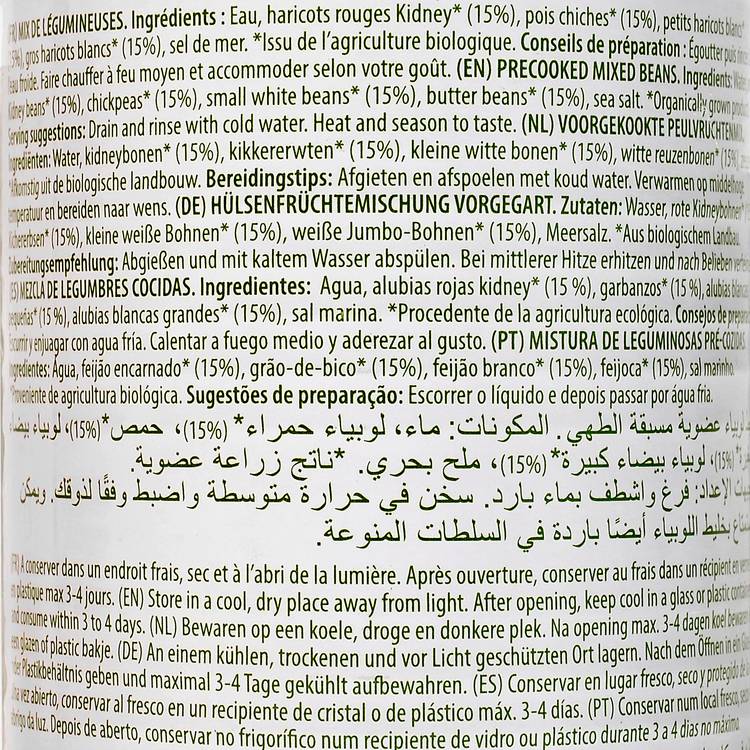 (FR) MIX DE LÉGUMINEUSES. Ingrédients : Eau, haricots rouges Kidney* (15%), pois chiches* (15%), petits haricots blancs*
(15%), gros haricots blancs* (15%), sel de mer. *Issu de l'agriculture biologique. Conseils de préparation : Égoutter puis rincer
eau froide. Faire chauffer à feu moyen et accommoder selon votre goût. (EN) PRECOOKED MIXED BEANS. Ingredients: Water,
kidney beans* (15%), chickpeas* (15%), small white beans* (15%), butter beans* (15%), sea salt. *Organically grown produce
Serving suggestions: Drain and rinse with cold water. Heat and season to taste. (NL) VOORGEKOOKTE PEULVRUCHTENMIX.
Ingrediënten: Water, kidneybonen* (15%), kikkererwten* (15%), kleine witte bonen* (15%), witte reuzenbonen* (15%),
*Afkomstig uit de biologische landbouw. Bereidingstips: Afgieten en afspoelen met koud water. Verwarmen op middelhoge
temperatuur en bereiden naar wens. (DE) HÜLSENFRÜCHTEMISCHUNG VORGEGART. Zutaten: Wasser, rote Kidneybohnen*
Kichererbsen* (15%), kleine weiße Bohnen* (15%), weiße Jumbo-Bohnen* (15%), Meersalz. *Aus biologischem Landbau.
Zubereitungsempfehlung: Abgießen und mit kaltem Wasser abspülen. Bei mittlerer Hitze erhitzen und nach Belieben
(ES) MEZCLA DE LEGUMBRES COCIDAS. Ingredientes: Agua, alubias rojas kidney* (15 %), garbanzos* (15 %), alubias blancas
pequeñas* (15 %), alubias blancas grandes* (15%), sal marina. *Procedente de la agricultura ecológica. Consejos de
Escurrir y enjuagar con agua fría. Calentar a fuego medio y aderezar al gusto. (PT) MISTURA DE LEGUMINOSAS PRÉ-COZIDAS.
Ingredientes: Água, feijão encarnado* (15%), grão-de-bico* (15%), feijão branco* (15%), feijoca* (15%), sal marinho.
*Proveniente de agricultura biológica. Sugestões de preparação: Escorrer o líquido e depois passar por água fria.
لوبياء عضوية مسبقة الطهي. المكونات: ماء، لوبياء حمراء* (15%)، حمص*(15%)، لوبياء بيضاء
(15%)، لوبياء بيضاء كبيرة*(15%)، ملح بحري. *ناتج زراعة عضوية.
الإعداد: فرغ واشطف بماء بارد. سخن في حرارة متوسطة واضبط وفقًا لذوقك. ويمكن
بخليط اللوبياء أيضًا باردة في السلطات المنوعة.
(FR) A conserver dans un endroit frais, sec et à l'abri de la lumière. Après ouverture, conserver au frais dans un récipient en verre
plastique max 3-4 jours. (EN) Store in a cool, dry place away from light. After opening, keep cool in a glass or plastic
and consume within 3 to 4 days. (NL) Bewaren op een koele, droge en donkere plek. Na opening max. 3-4 dagen koel bewaren
een glazen of plastic bakje. (DE) An einem kühlen, trockenen und vor Licht geschützten Ort lagern. Nach dem Öffnen in
der Plastikbehältnis geben und maximal 3-4 Tage gekühlt aufbewahren. (ES) Conservar en lugar fresco, seco y protegido de
una vez abierto, conservar al fresco en un recipiente de cristal o de plástico máx. 3-4 días. (PT) Conservar num local fresco,
abrigo da luz. Depois de aberto, conservar no frigorífico num recipiente de vidro ou plástico durante 3 a 4 dias no máximo